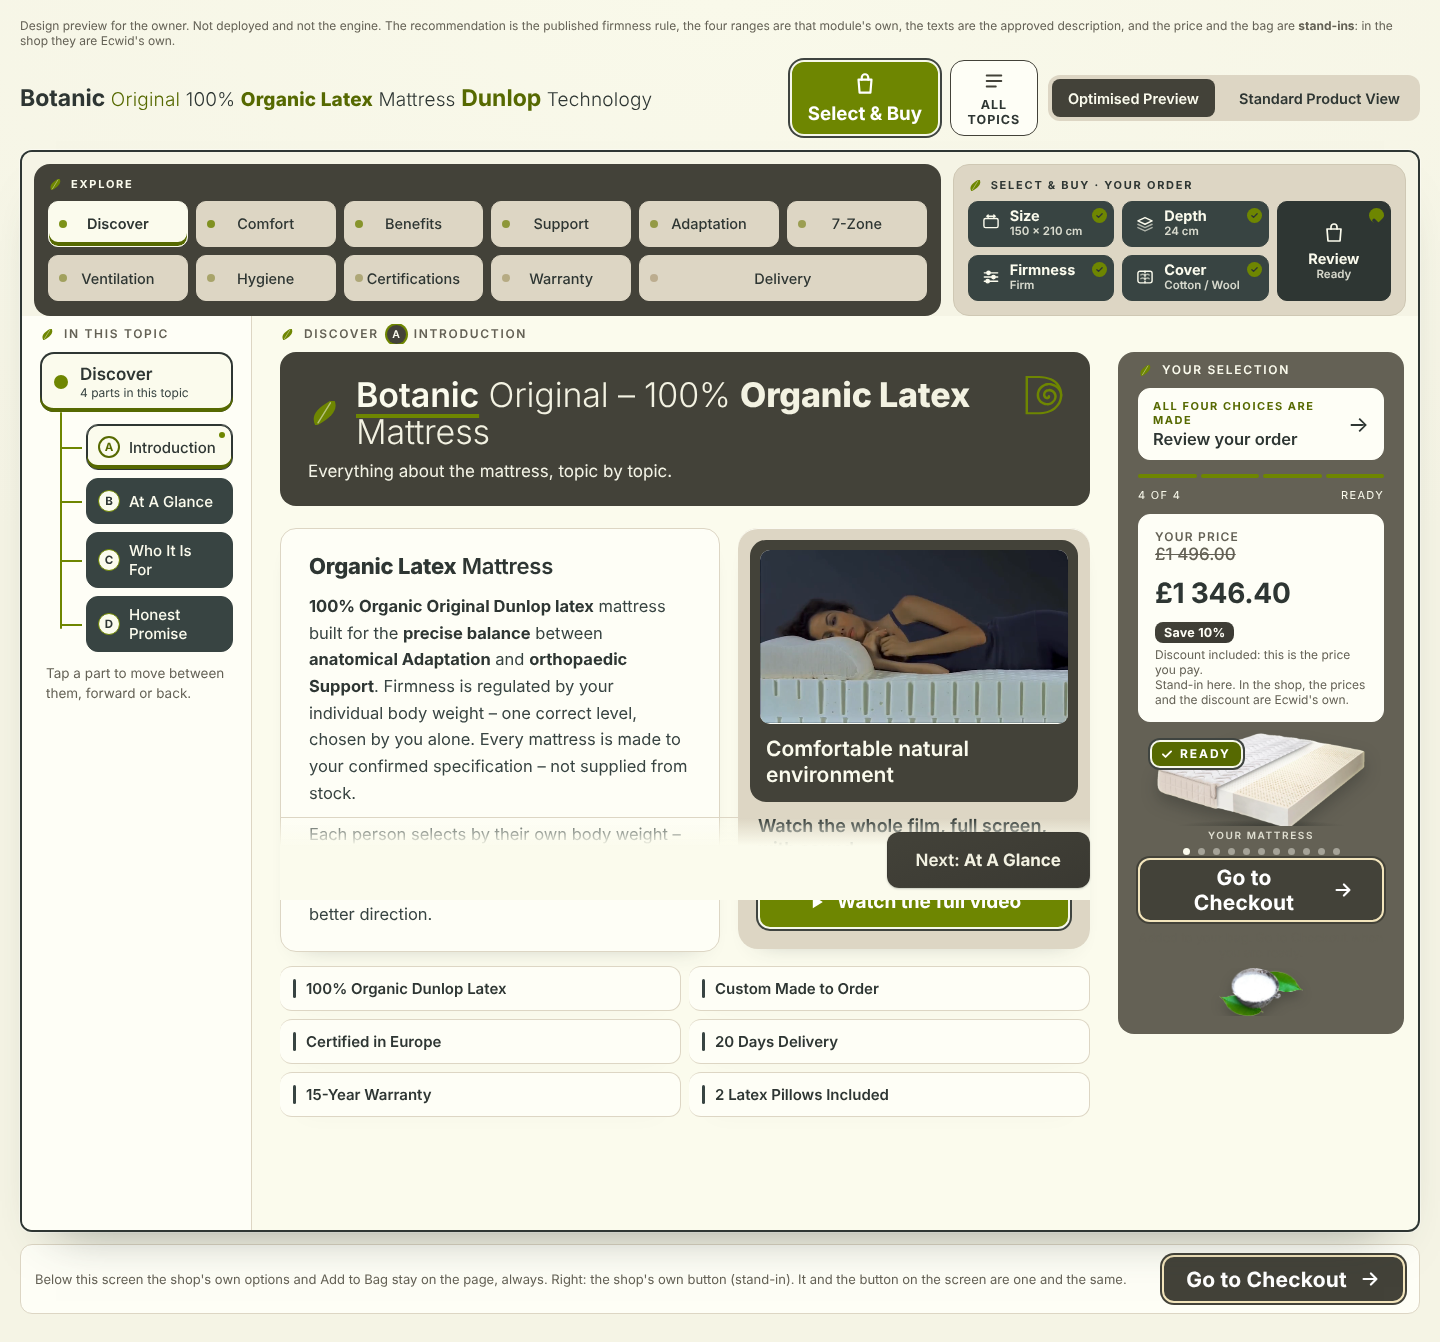 Design preview for the owner. Not deployed and not the engine. The recommendation is the published firmness rule, the four ranges are that module's own, the texts are the approved description, and the price and the bag are stand-ins: in the
shop they are Ecwid's own.
Botanic Original 100% Organic Latex Mattress Dunlop Technology
Select & Buy
ALL
TOPICS
Optimised Preview
Standard Product View
EXPLORE
Discover
Comfort
Benefits
Support
Adaptation
7-Zone
Ventilation
Hygiene
Certifications
Warranty
Delivery
SELECT & BUY · YOUR ORDER
Size
150 × 210 cm
Depth
24 cm
Firmness
Firm
Cover
Cotton / Wool
Review
Ready
IN THIS TOPIC
Discover
4 parts in this topic
A Introduction
B At A Glance
C Who It Is
For
D Honest
Promise
Tap a part to move between
them, forward or back.
DISCOVER A INTRODUCTION
Botanic Original – 100% Organic Latex
Mattress
Everything about the mattress, topic by topic.
Organic Latex Mattress
100% Organic Original Dunlop latex mattress
built for the precise balance between
anatomical Adaptation and orthopaedic
Support. Firmness is regulated by your
individual body weight – one correct level,
chosen by you alone. Every mattress is made to
your confirmed specification – not supplied from
stock.
Each person selects by their own body weight –
better direction.
Comfortable natural
environment
Watch the whole film, full screen,
Next: At A Glance
Watch the full video
100% Organic Dunlop Latex
Custom Made to Order
Certified in Europe
20 Days Delivery
15-Year Warranty
2 Latex Pillows Included
YOUR SELECTION
ALL FOUR CHOICES ARE
MADE
Review your order
4 OF 4
READY
YOUR PRICE
£1 496.00
£1 346.40
Save 10%
Discount included: this is the price
you pay.
Stand-in here. In the shop, the prices
and the discount are Ecwid's own.
READY
YOUR MATTRESS
Go to
Checkout
Below this screen the shop's own options and Add to Bag stay on the page, always. Right: the shop's own button (stand-in). It and the button on the screen are one and the same.
Go to Checkout